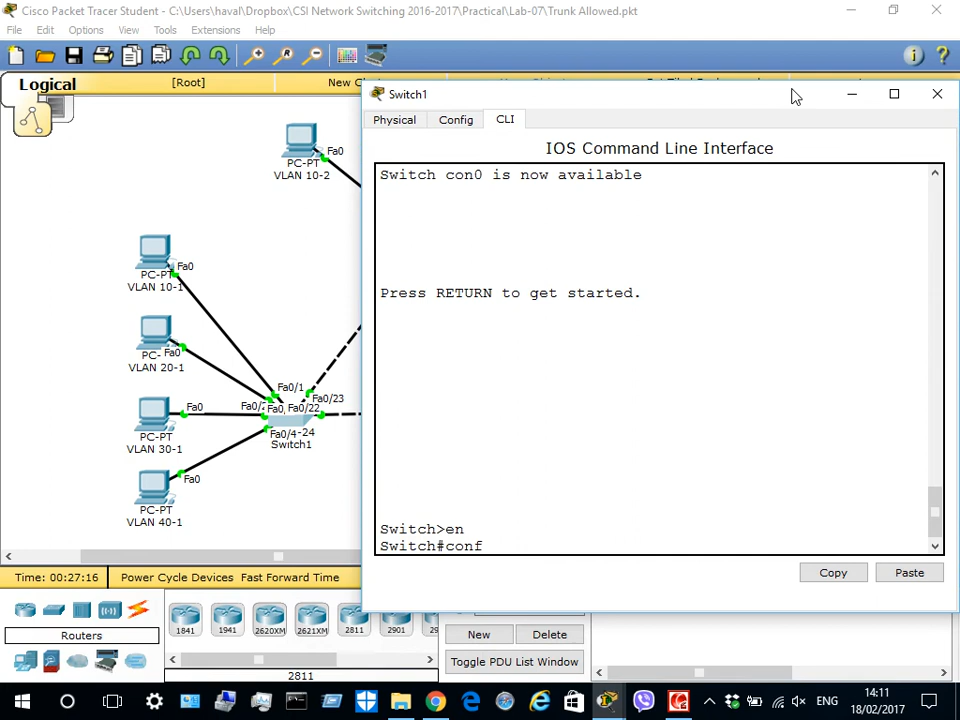 Cisco Packet Tracer Student - C:\Users\haval\Dropbox\CSI Network Switching 2016-2017\Practical\Lab-07\Trunk Allowed.pkt
File Edit Options View Tools Extensions Help
Logical
[Root]
Switch1
Physical Config CLI
IOS Command Line Interface
Switch con0 is now available
Press RETURN to get started.
Switch>en
Switch#conf
Copy Paste
Fa0
PC-PT
VLAN 10-2
Fa0
PC-PT
VLAN 10-1
Fa0
VLAN 20-1
Fa0
PC-PT
VLAN 30-1
Fa0
PC-PT
VLAN 40-1
Fa0/1
Fa0/23
Fa0/22
Fa0/4
-24
Switch1
Time: 00:27:16 Power Cycle Devices Fast Forward Time
Routers
1841 1941 2620XM 2621XM 2811 2901
2811
New Delete
Toggle PDU List Window
ENG
14:11
18/02/2017